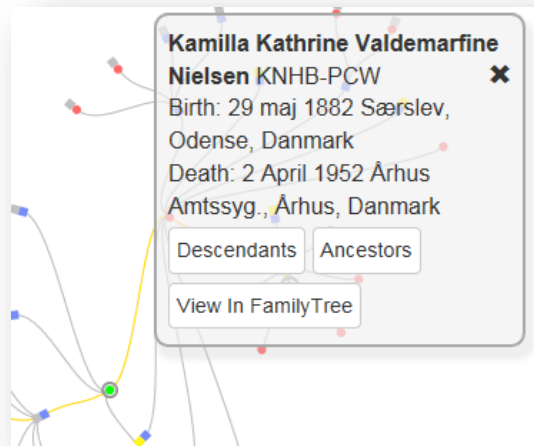 Kamilla Kathrine Valdemarfine
Nielsen KNHB-PCW
Birth: 29 maj 1882 Særslev,
Odense, Danmark
Death: 2 April 1952 Århus
Amtssyg., Århus, Danmark
Descendants Ancestors
View In FamilyTree